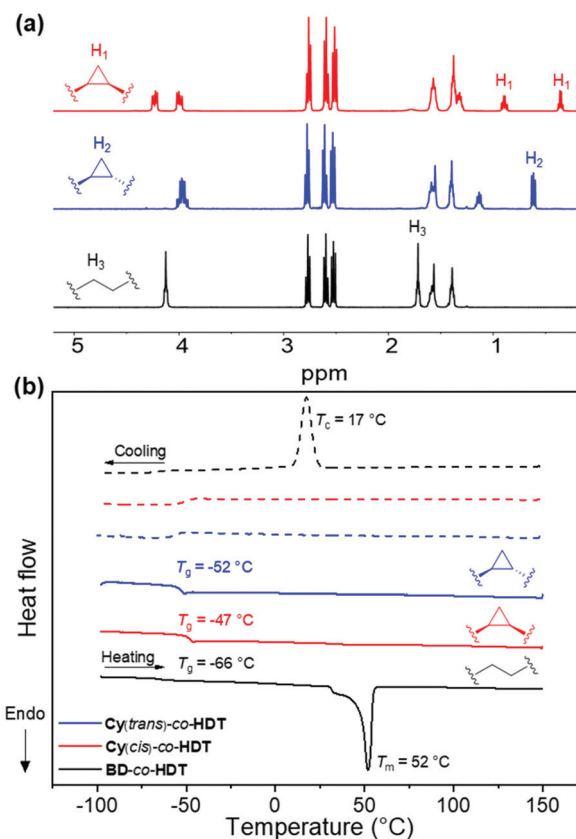 (a)
H1
H1
H1
H2
H2
H3
H3
5 4 3 2 1
ppm
(b)
Tc = 17 °C
Cooling
Tg = -52 °C
Tg = -47 °C
Heating
Tg = -66 °C
Heat flow
Endo
Cy(trans)-co-HDT
Cy(cis)-co-HDT
BD-co-HDT
Tm = 52 °C
-100 -50 0 50 100 150
Temperature (°C)